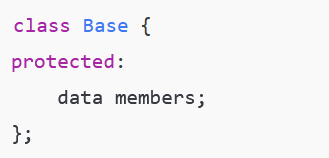 class Base {
protected:
    data members;
};